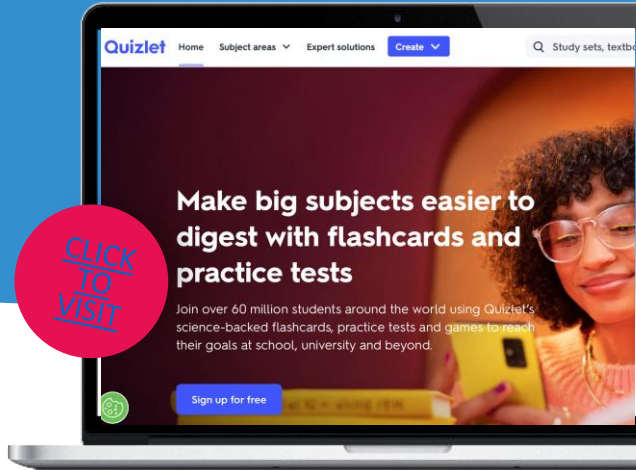 Quizlet Home Subject areas Expert solutions Create Study sets, textbo
Make big subjects easier to
digest with flashcards and
practice tests
Join over 60 million students around the world using Quizlet's
science-backed flashcards, practice tests and games to reach
their goals at school, university and beyond.
Sign up for free
CLICK
TO
VISIT